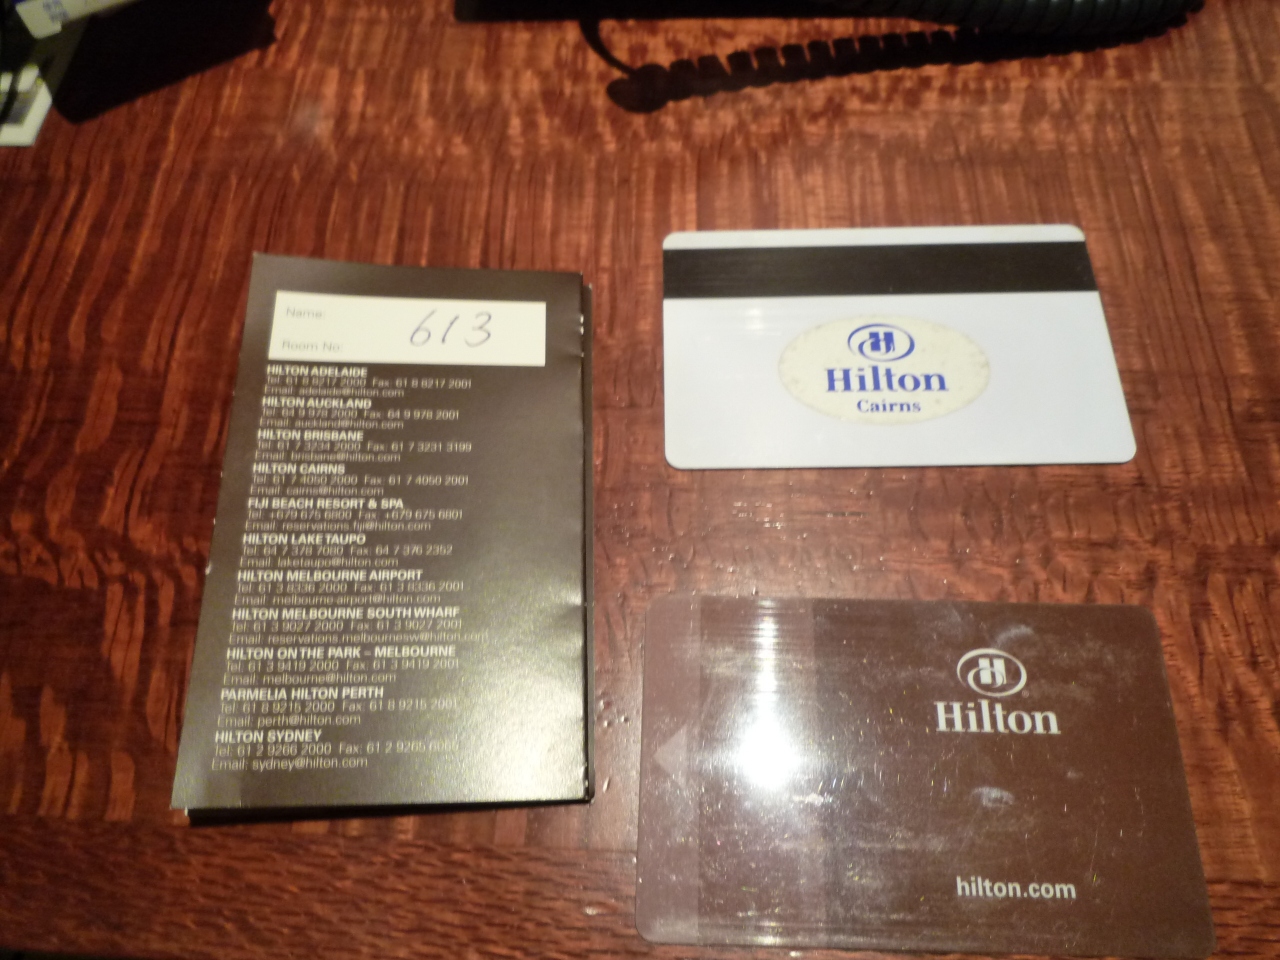 Name:
613
Room No:
HILTON ADELAIDE
Tel: 61 8 8217 2000 Fax: 61 8 8217 2001
Email: adelaide@hilton.com
HILTON AUCKLAND
Tel: 64 9 978 2000 Fax: 64 9 978 2001
Email: auckland@hilton.com
HILTON BRISBANE
Tel: 61 7 3234 2000 Fax: 61 7 3231 3199
Email: brisbane@hilton.com
HILTON CAIRNS
Tel: 61 7 4050 2000 Fax: 61 7 4050 2001
Email: cairns@hilton.com
FIJI BEACH RESORT & SPA
Tel: +679 675 6800 Fax: +679 675 6801
Email: reservations.fiji@hilton.com
HILTON LAKE TAUPO
Tel: 64 7 378 7080 Fax: 64 7 376 2352
Email: laketaupo@hilton.com
HILTON MELBOURNE AIRPORT
Tel: 61 3 8336 2000 Fax: 61 3 8336 2001
Email: melbourne-airport@hilton.com
HILTON MELBOURNE SOUTH WHARF
Tel: 61 3 9027 2000 Fax: 61 3 9027 2001
Email: reservations.melbournesw@hilton.com
HILTON ON THE PARK – MELBOURNE
Tel: 61 3 9419 2000 Fax: 61 3 9419 2001
Email: melbourne@hilton.com
PARMELIA HILTON PERTH
Tel: 61 8 9215 2000 Fax: 61 8 9215 2001
Email: perth@hilton.com
HILTON SYDNEY
Tel: 61 2 9266 2000 Fax: 61 2 9265
Email: sydney@hilton.com
Hilton
Cairns
Hilton
hilton.com